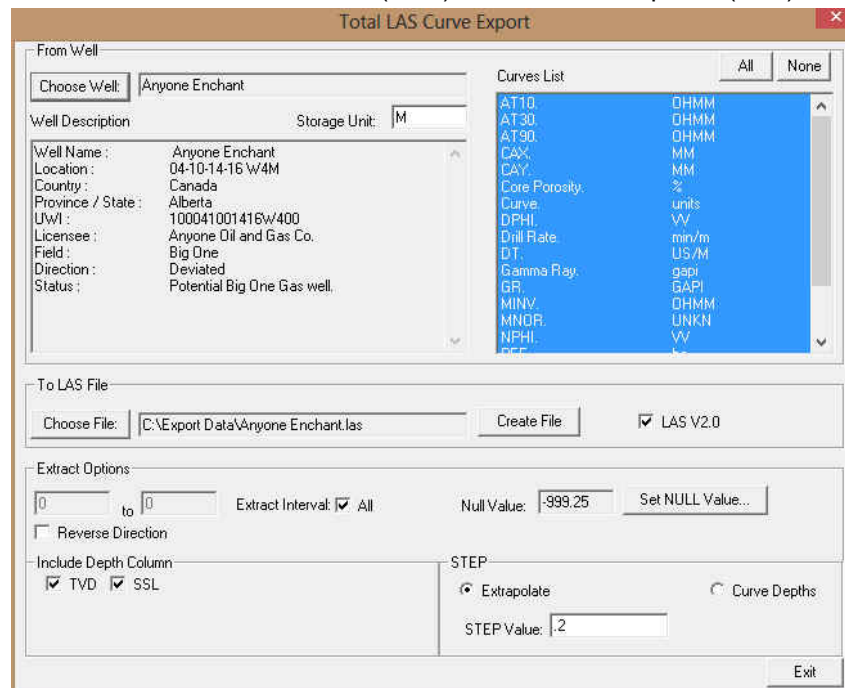 Total LAS Curve Export
From Well
Choose Well: Anyone Enchant
Well Description Storage Unit: M
Well Name : Anyone Enchant
Location : 04-10-14-16 W4M
Country : Canada
Province / State : Alberta
UWI : 100041001416W400
Licensee : Anyone Oil and Gas Co.
Field : Big One
Direction : Deviated
Status : Potential Big One Gas well.
Curves List All None
AT10. OHMM
AT30. OHMM
AT90. OHMM
CAX. MM
CAY. MM
Core Porosity. %
Curve. units
DPHI. V/V
Drill Rate. min/m
DT. US/M
Gamma Ray. gapi
GR. GAPI
MINV. OHMM
MNOR. UNKN
NPHI. V/V
To LAS File
Choose File: C:\Export Data\Anyone Enchant.las Create File LAS V2.0
Extract Options
0 to 0 Extract Interval: All Null Value: -999.25 Set NULL Value...
Reverse Direction
Include Depth Column
TVD SSL
STEP
Extrapolate Curve Depths
STEP Value: .2
Exit